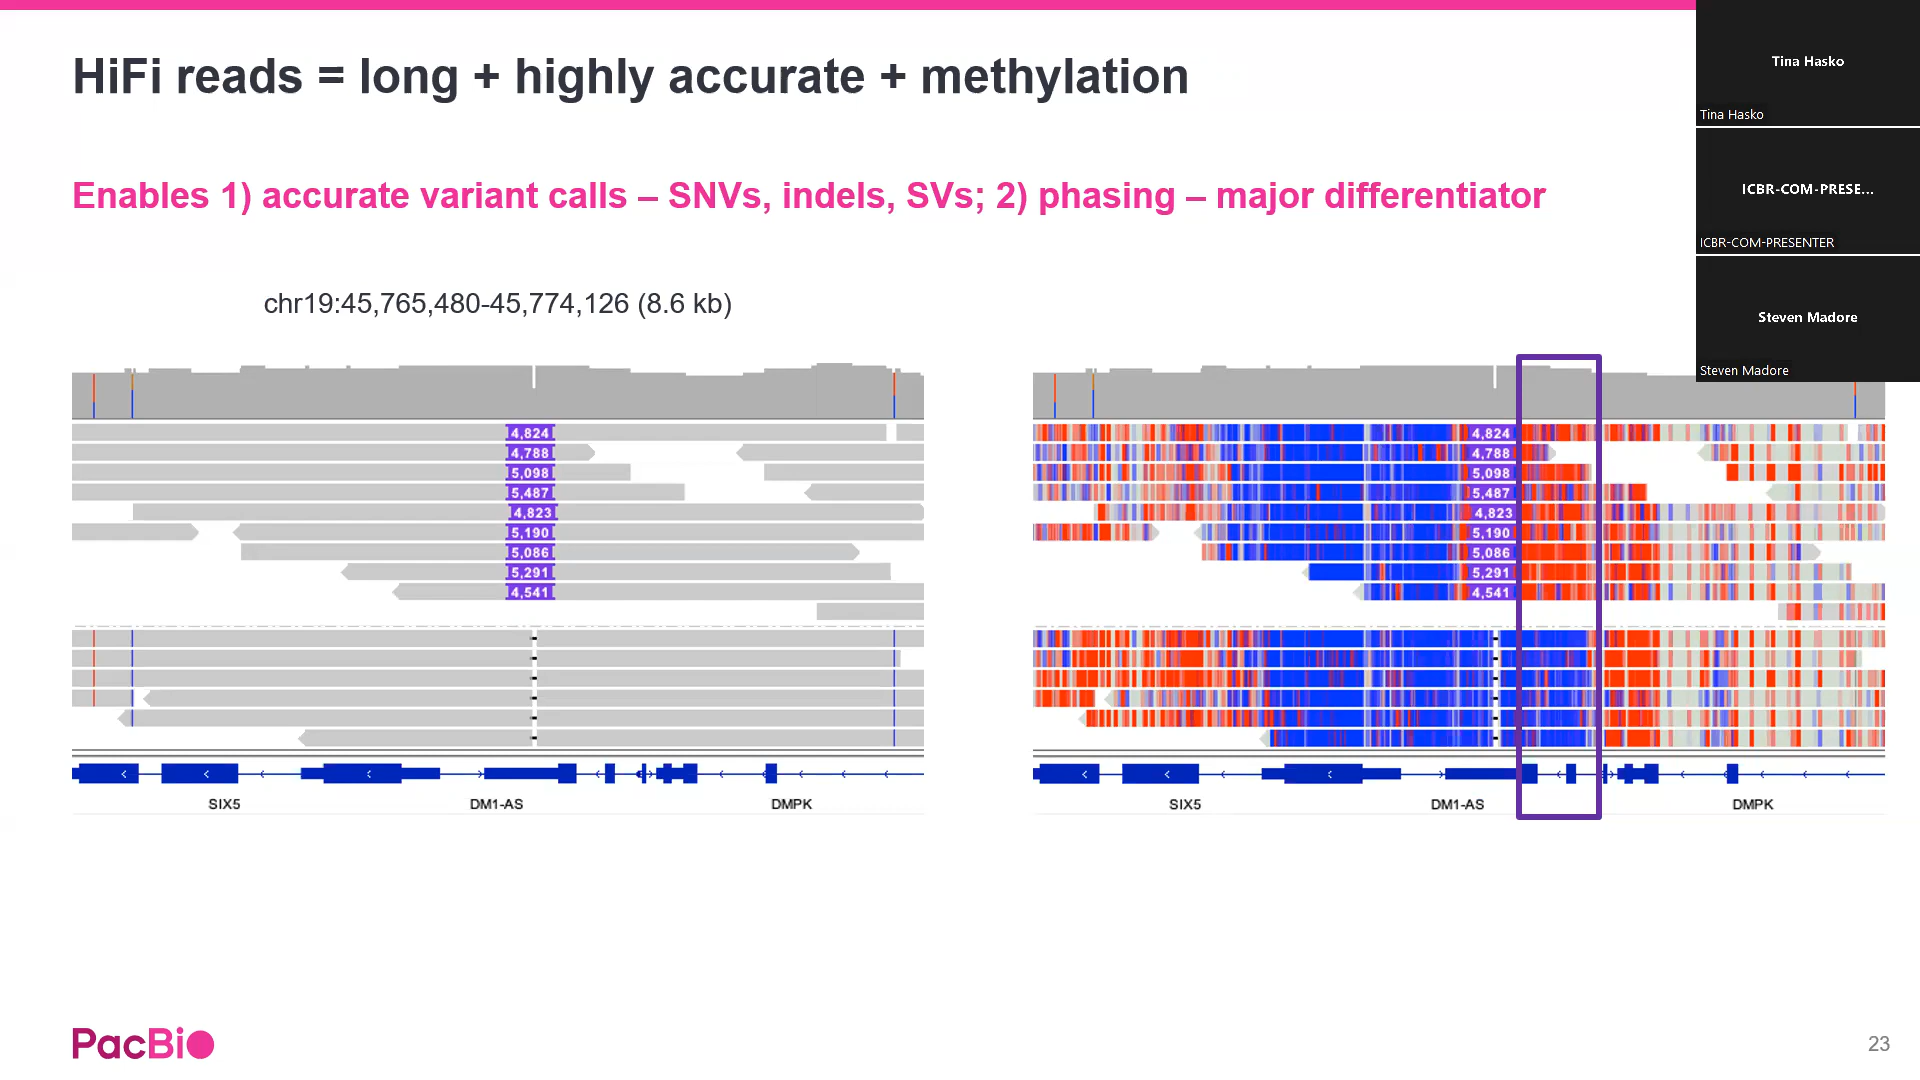 HiFi reads = long + highly accurate + methylation
Enables 1) accurate variant calls – SNVs, indels, SVs; 2) phasing – major differentiator
chr19:45,765,480-45,774,126 (8.6 kb)
4,824
4,788
5,098
5,487
4,823
5,190
5,086
5,291
4,541
SIX5 DM1-AS DMPK
4,824
4,788
5,098
5,487
4,823
5,190
5,086
5,291
4,541
SIX5 DM1-AS DMPK
Tina Hasko
Tina Hasko
ICBR-COM-PRESE...
ICBR-COM-PRESENTER
Steven Madore
Steven Madore
PacBio
23